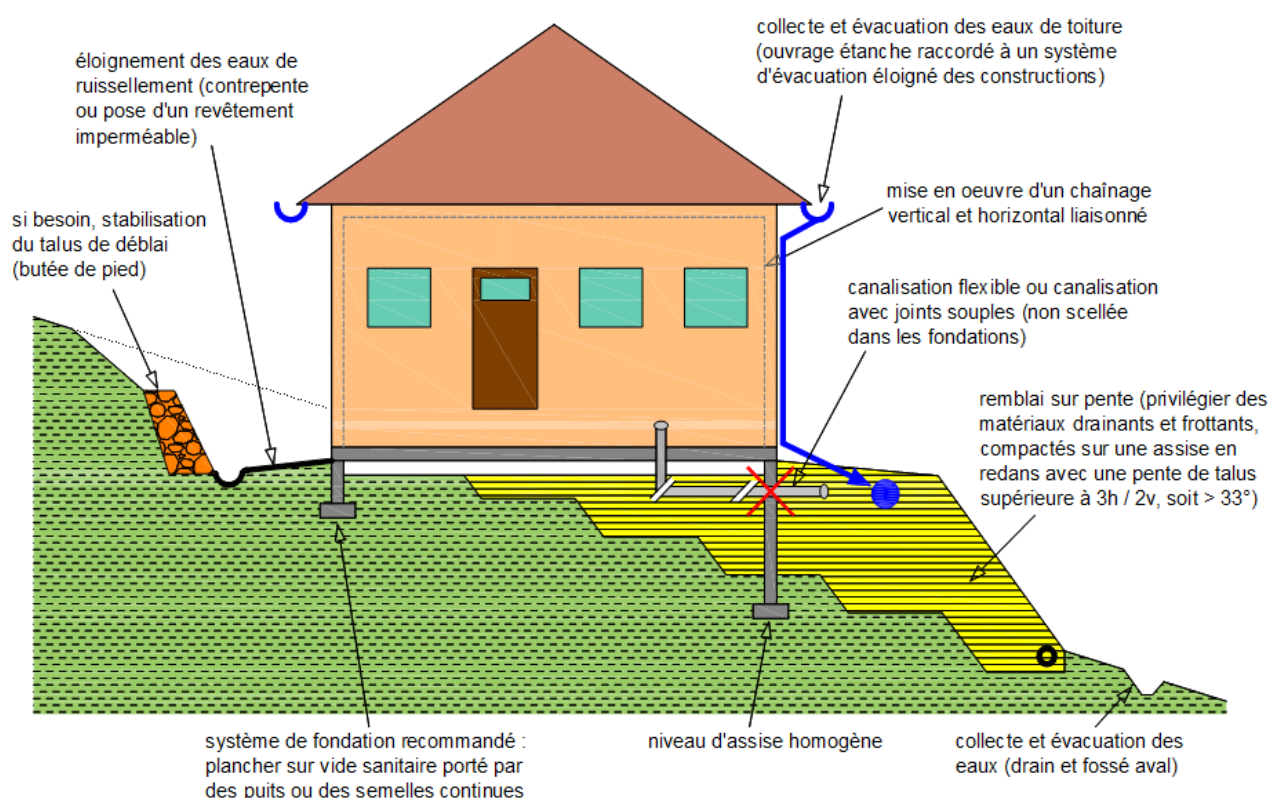 collecte et évacuation des eaux de toiture
(ouvrage étanche raccordé à un système
d'évacuation éloigné des constructions)
éloignement des eaux de
ruissellement (contrepente
ou pose d'un revêtement
imperméable)
mise en oeuvre d'un chaînage
vertical et horizontal liaisonné
si besoin, stabilisation
du talus de déblai
(butée de pied)
canalisation flexible ou canalisation
avec joints souples (non scellée
dans les fondations)
remblai sur pente (privilégier des
matériaux drainants et frottants,
compactés sur une assise en
redans avec une pente de talus
supérieure à 3h / 2v, soit > 33°)
système de fondation recommandé :
plancher sur vide sanitaire porté par
des puits ou des semelles continues
niveau d'assise homogène
collecte et évacuation des
eaux (drain et fossé aval)